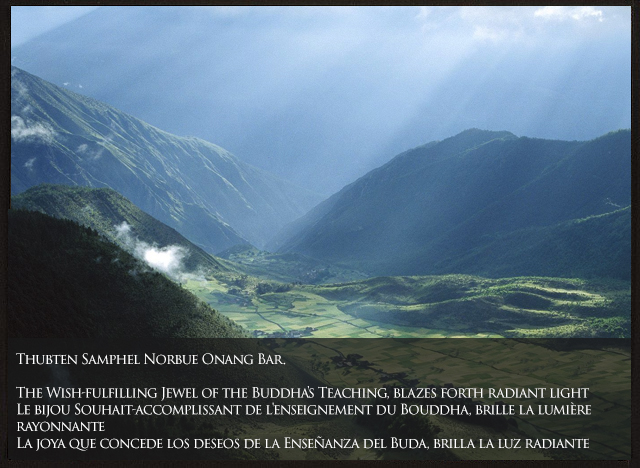 Thubten Samphel Norbue Onang Bar.
The Wish-fulfilling Jewel of the Buddha's Teaching, blazes forth radiant light
Le bijou Souhait-accomplissant de l'enseignement du Bouddha, brille la lumière
rayonnante
La joya que concede los deseos de la Enseñanza del Buda, brilla la luz radiante